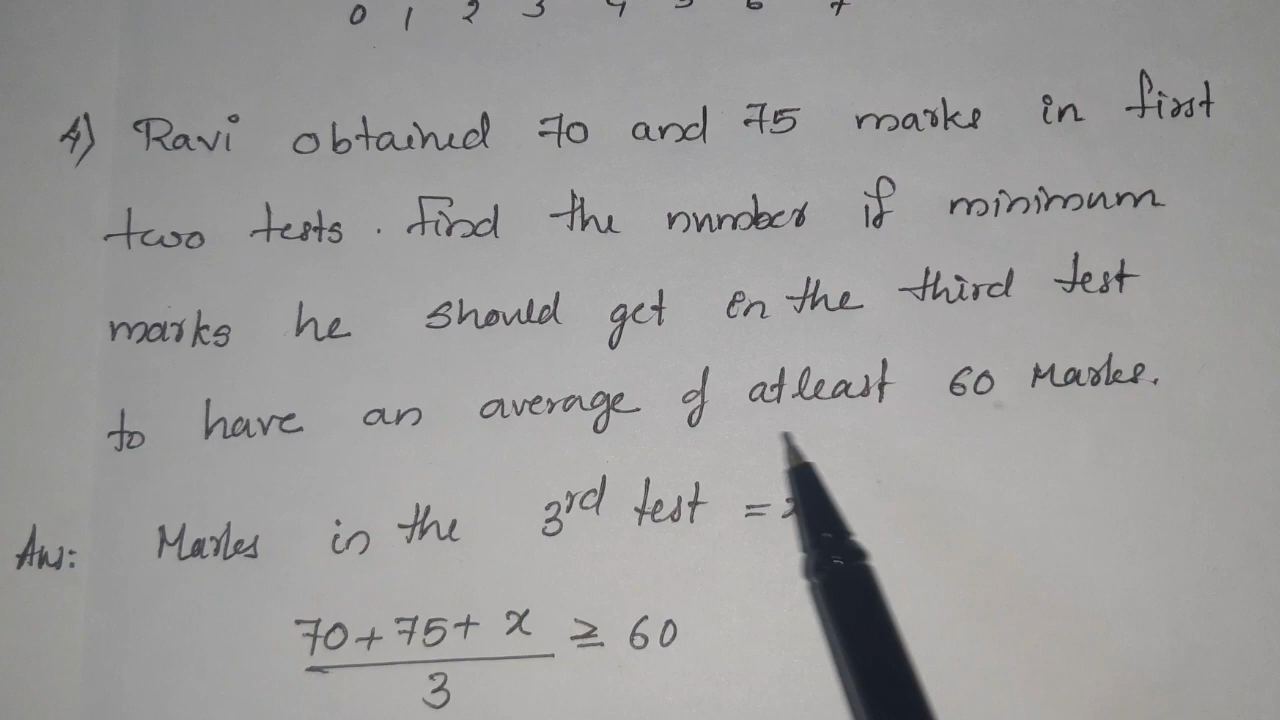 0 1 2 3 4 5 6 7
4) Ravi obtained 70 and 75 marks in first
two tests. Find the number if minimum
marks he should get in the third test
to have an average of atleast 60 Marks.
Ans: Marks in the 3rd test = x
70+75+ x ≥ 60
3